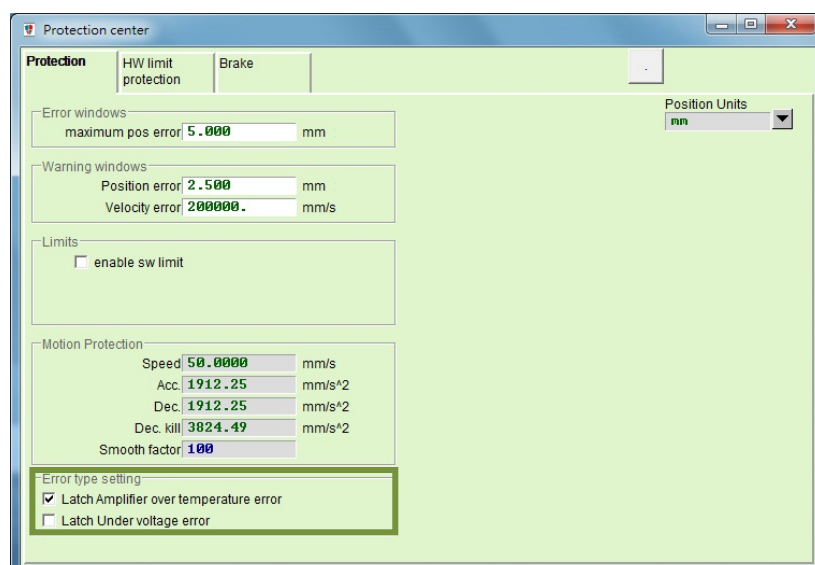 Protection center
Protection
HW limit protection
Brake
.
Position Units
mm
Error windows
maximum pos error 5.000 mm
Warning windows
Position error 2.500 mm
Velocity error 200000. mm/s
Limits
enable sw limit
Motion Protection
Speed 50.0000 mm/s
Acc. 1912.25 mm/s^2
Dec. 1912.25 mm/s^2
Dec. kill 3824.49 mm/s^2
Smooth factor 100
Error type setting
Latch Amplifier over temperature error
Latch Under voltage error